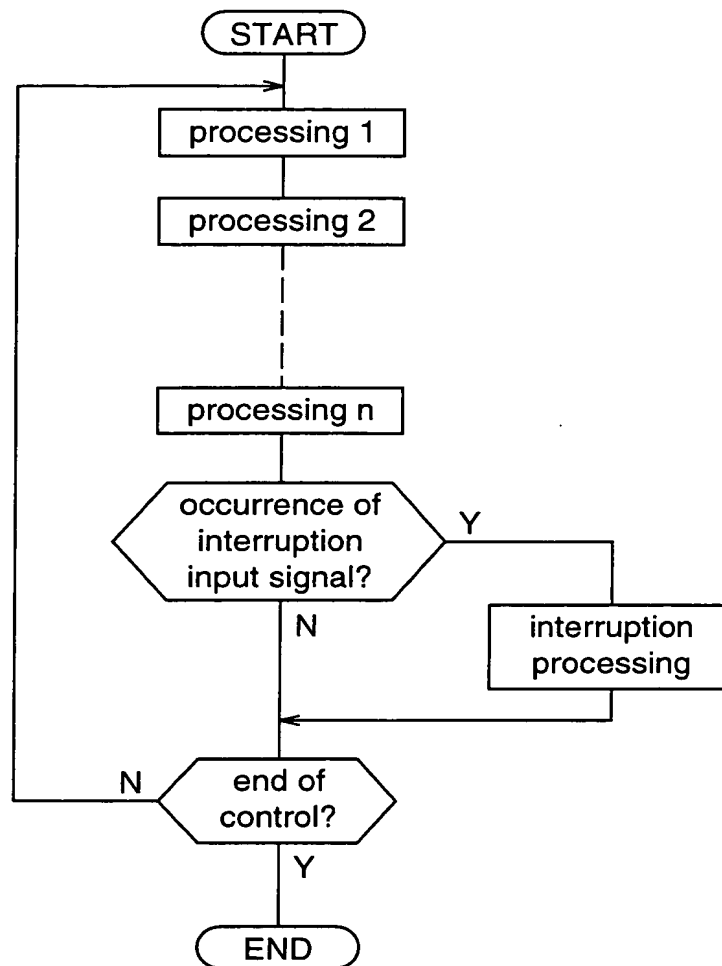 START
processing 1
processing 2
processing n
occurrence of
interruption
input signal?
Y
N
interruption
processing
N
end of
control?
Y
END